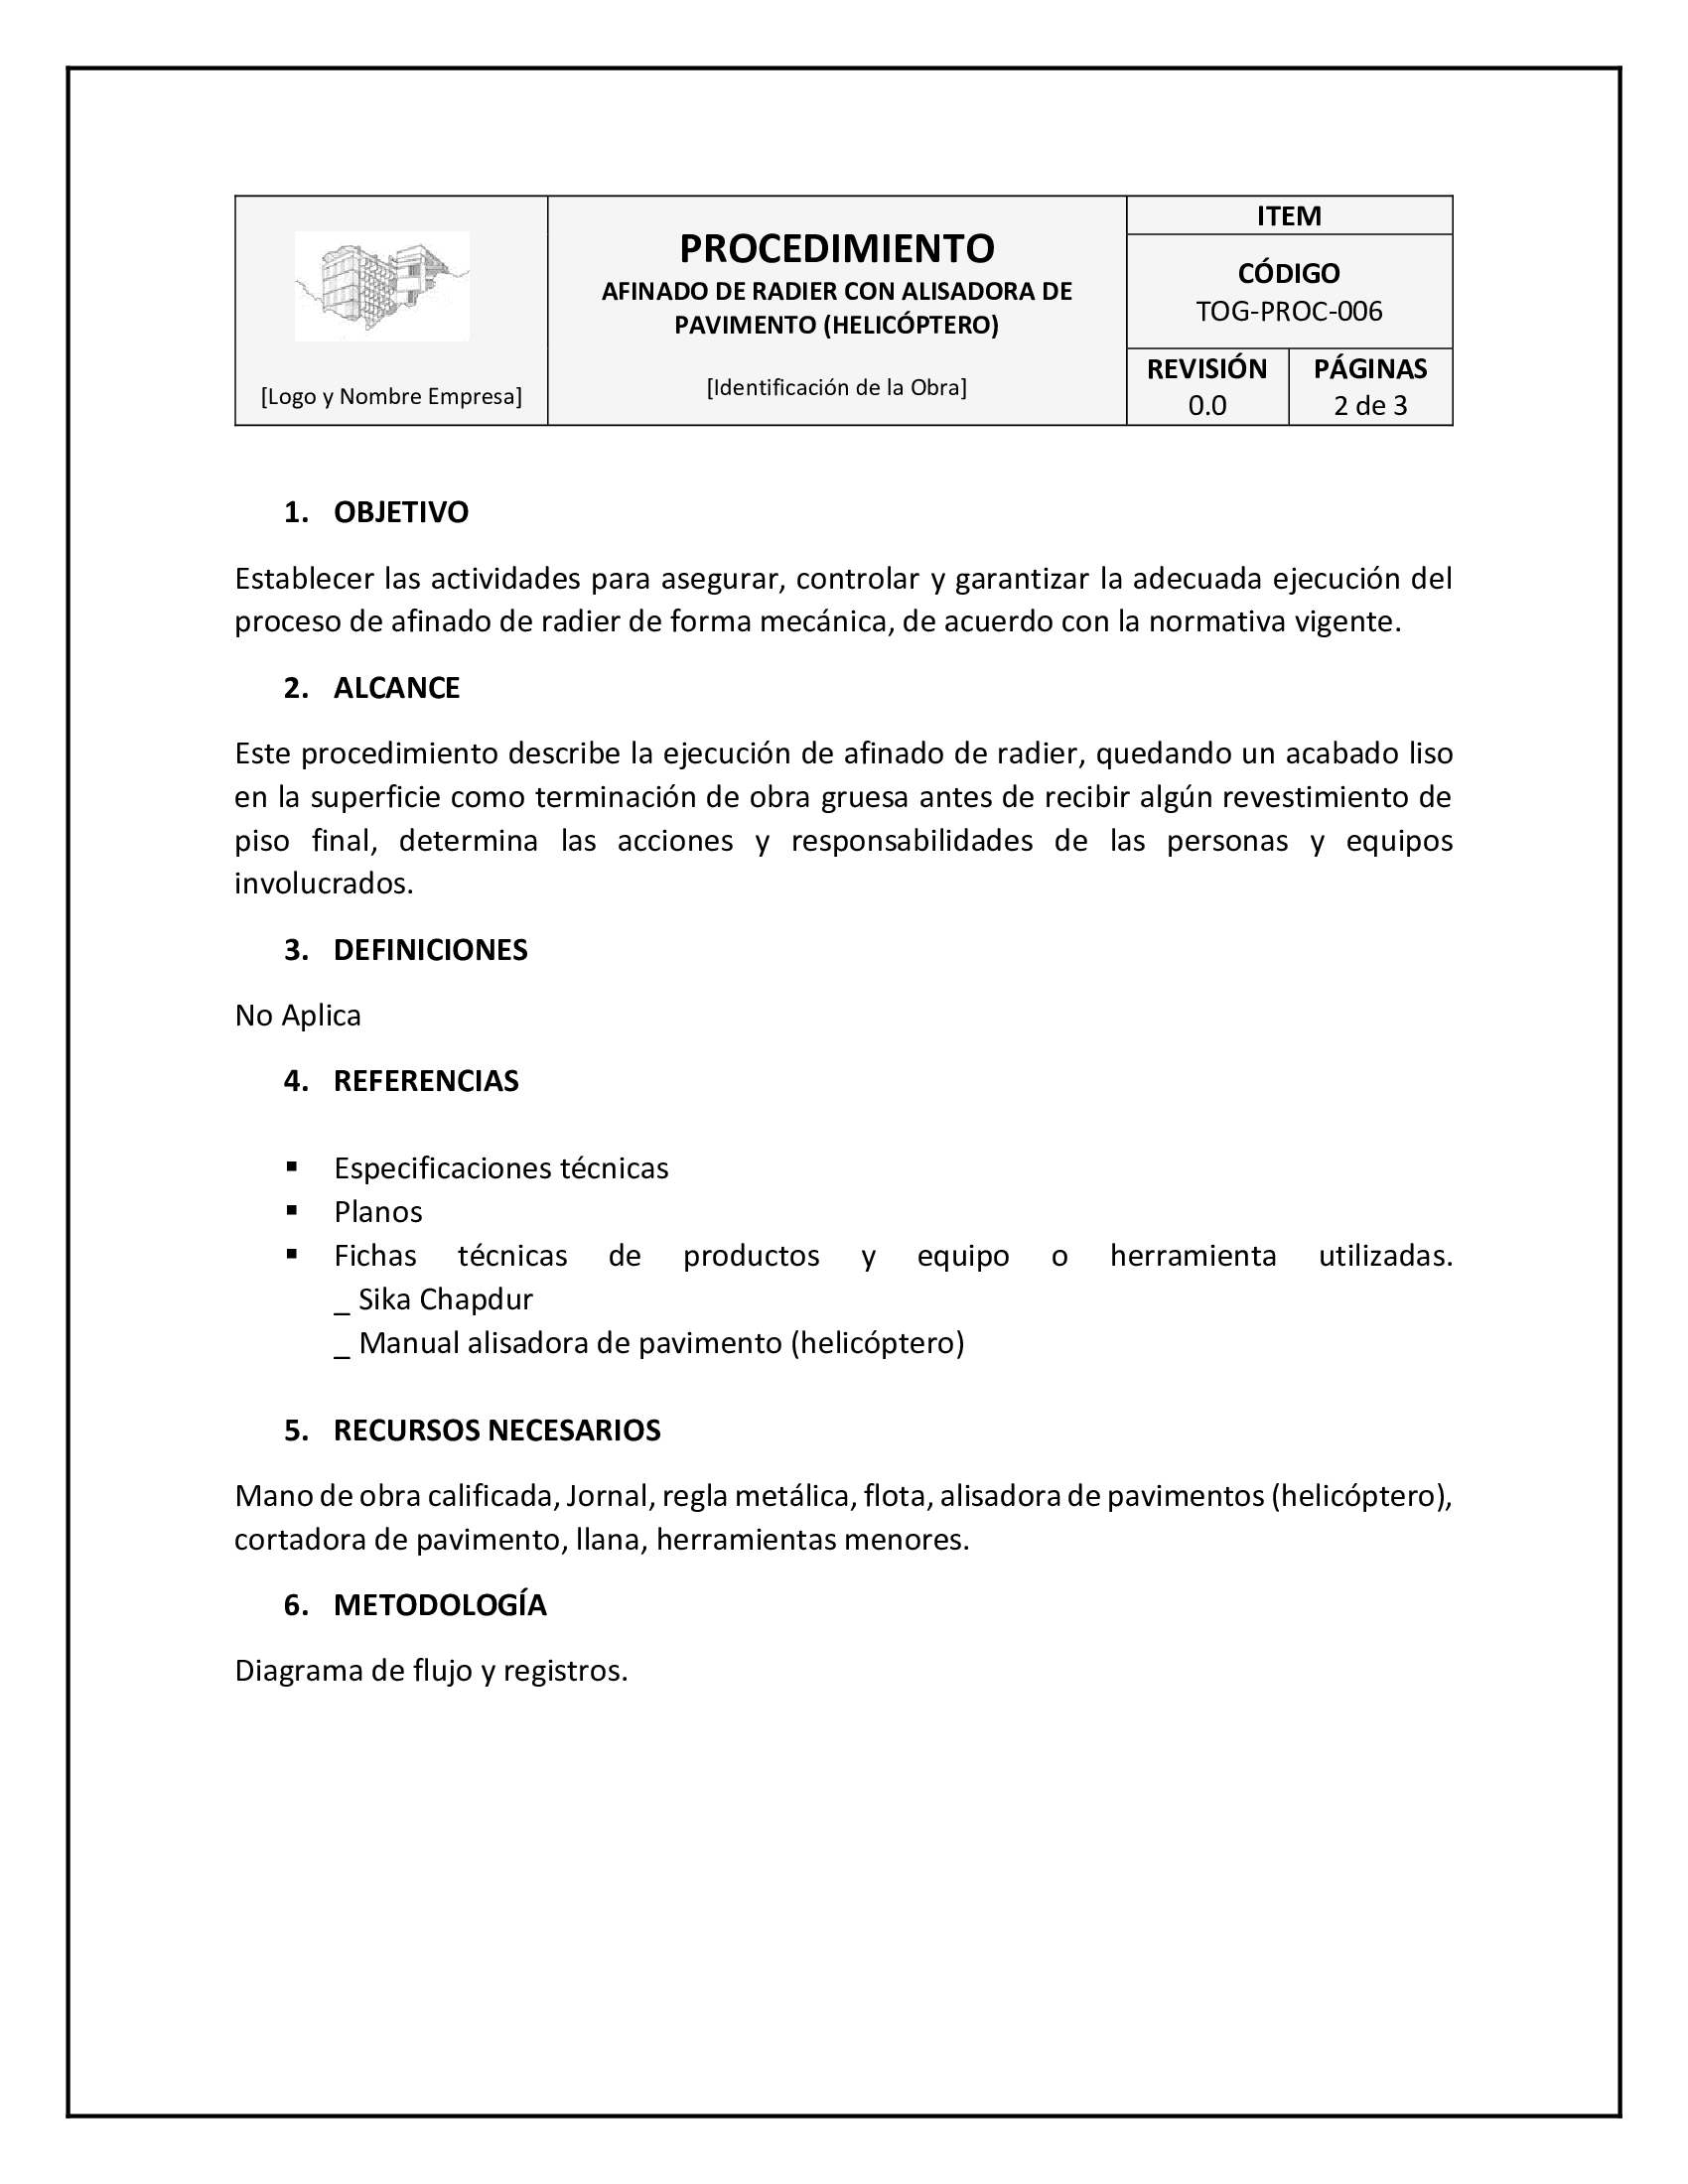 [Logo y Nombre Empresa]
PROCEDIMIENTO
AFINADO DE RADIER CON ALISADORA DE
PAVIMENTO (HELICÓPTERO)
[Identificación de la Obra]
ITEM
CÓDIGO
TOG-PROC-006
REVISIÓN
0.0
PÁGINAS
2 de 3
1. OBJETIVO
Establecer las actividades para asegurar, controlar y garantizar la adecuada ejecución del
proceso de afinado de radier de forma mecánica, de acuerdo con la normativa vigente.
2. ALCANCE
Este procedimiento describe la ejecución de afinado de radier, quedando un acabado liso
en la superficie como terminación de obra gruesa antes de recibir algún revestimiento de
piso final, determina las acciones y responsabilidades de las personas y equipos
involucrados.
3. DEFINICIONES
No Aplica
4. REFERENCIAS
▪ Especificaciones técnicas
▪ Planos
▪ Fichas técnicas de productos y equipo o herramienta utilizadas.
_ Sika Chapdur
_ Manual alisadora de pavimento (helicóptero)
5. RECURSOS NECESARIOS
Mano de obra calificada, Jornal, regla metálica, flota, alisadora de pavimentos (helicóptero),
cortadora de pavimento, llana, herramientas menores.
6. METODOLOGÍA
Diagrama de flujo y registros.